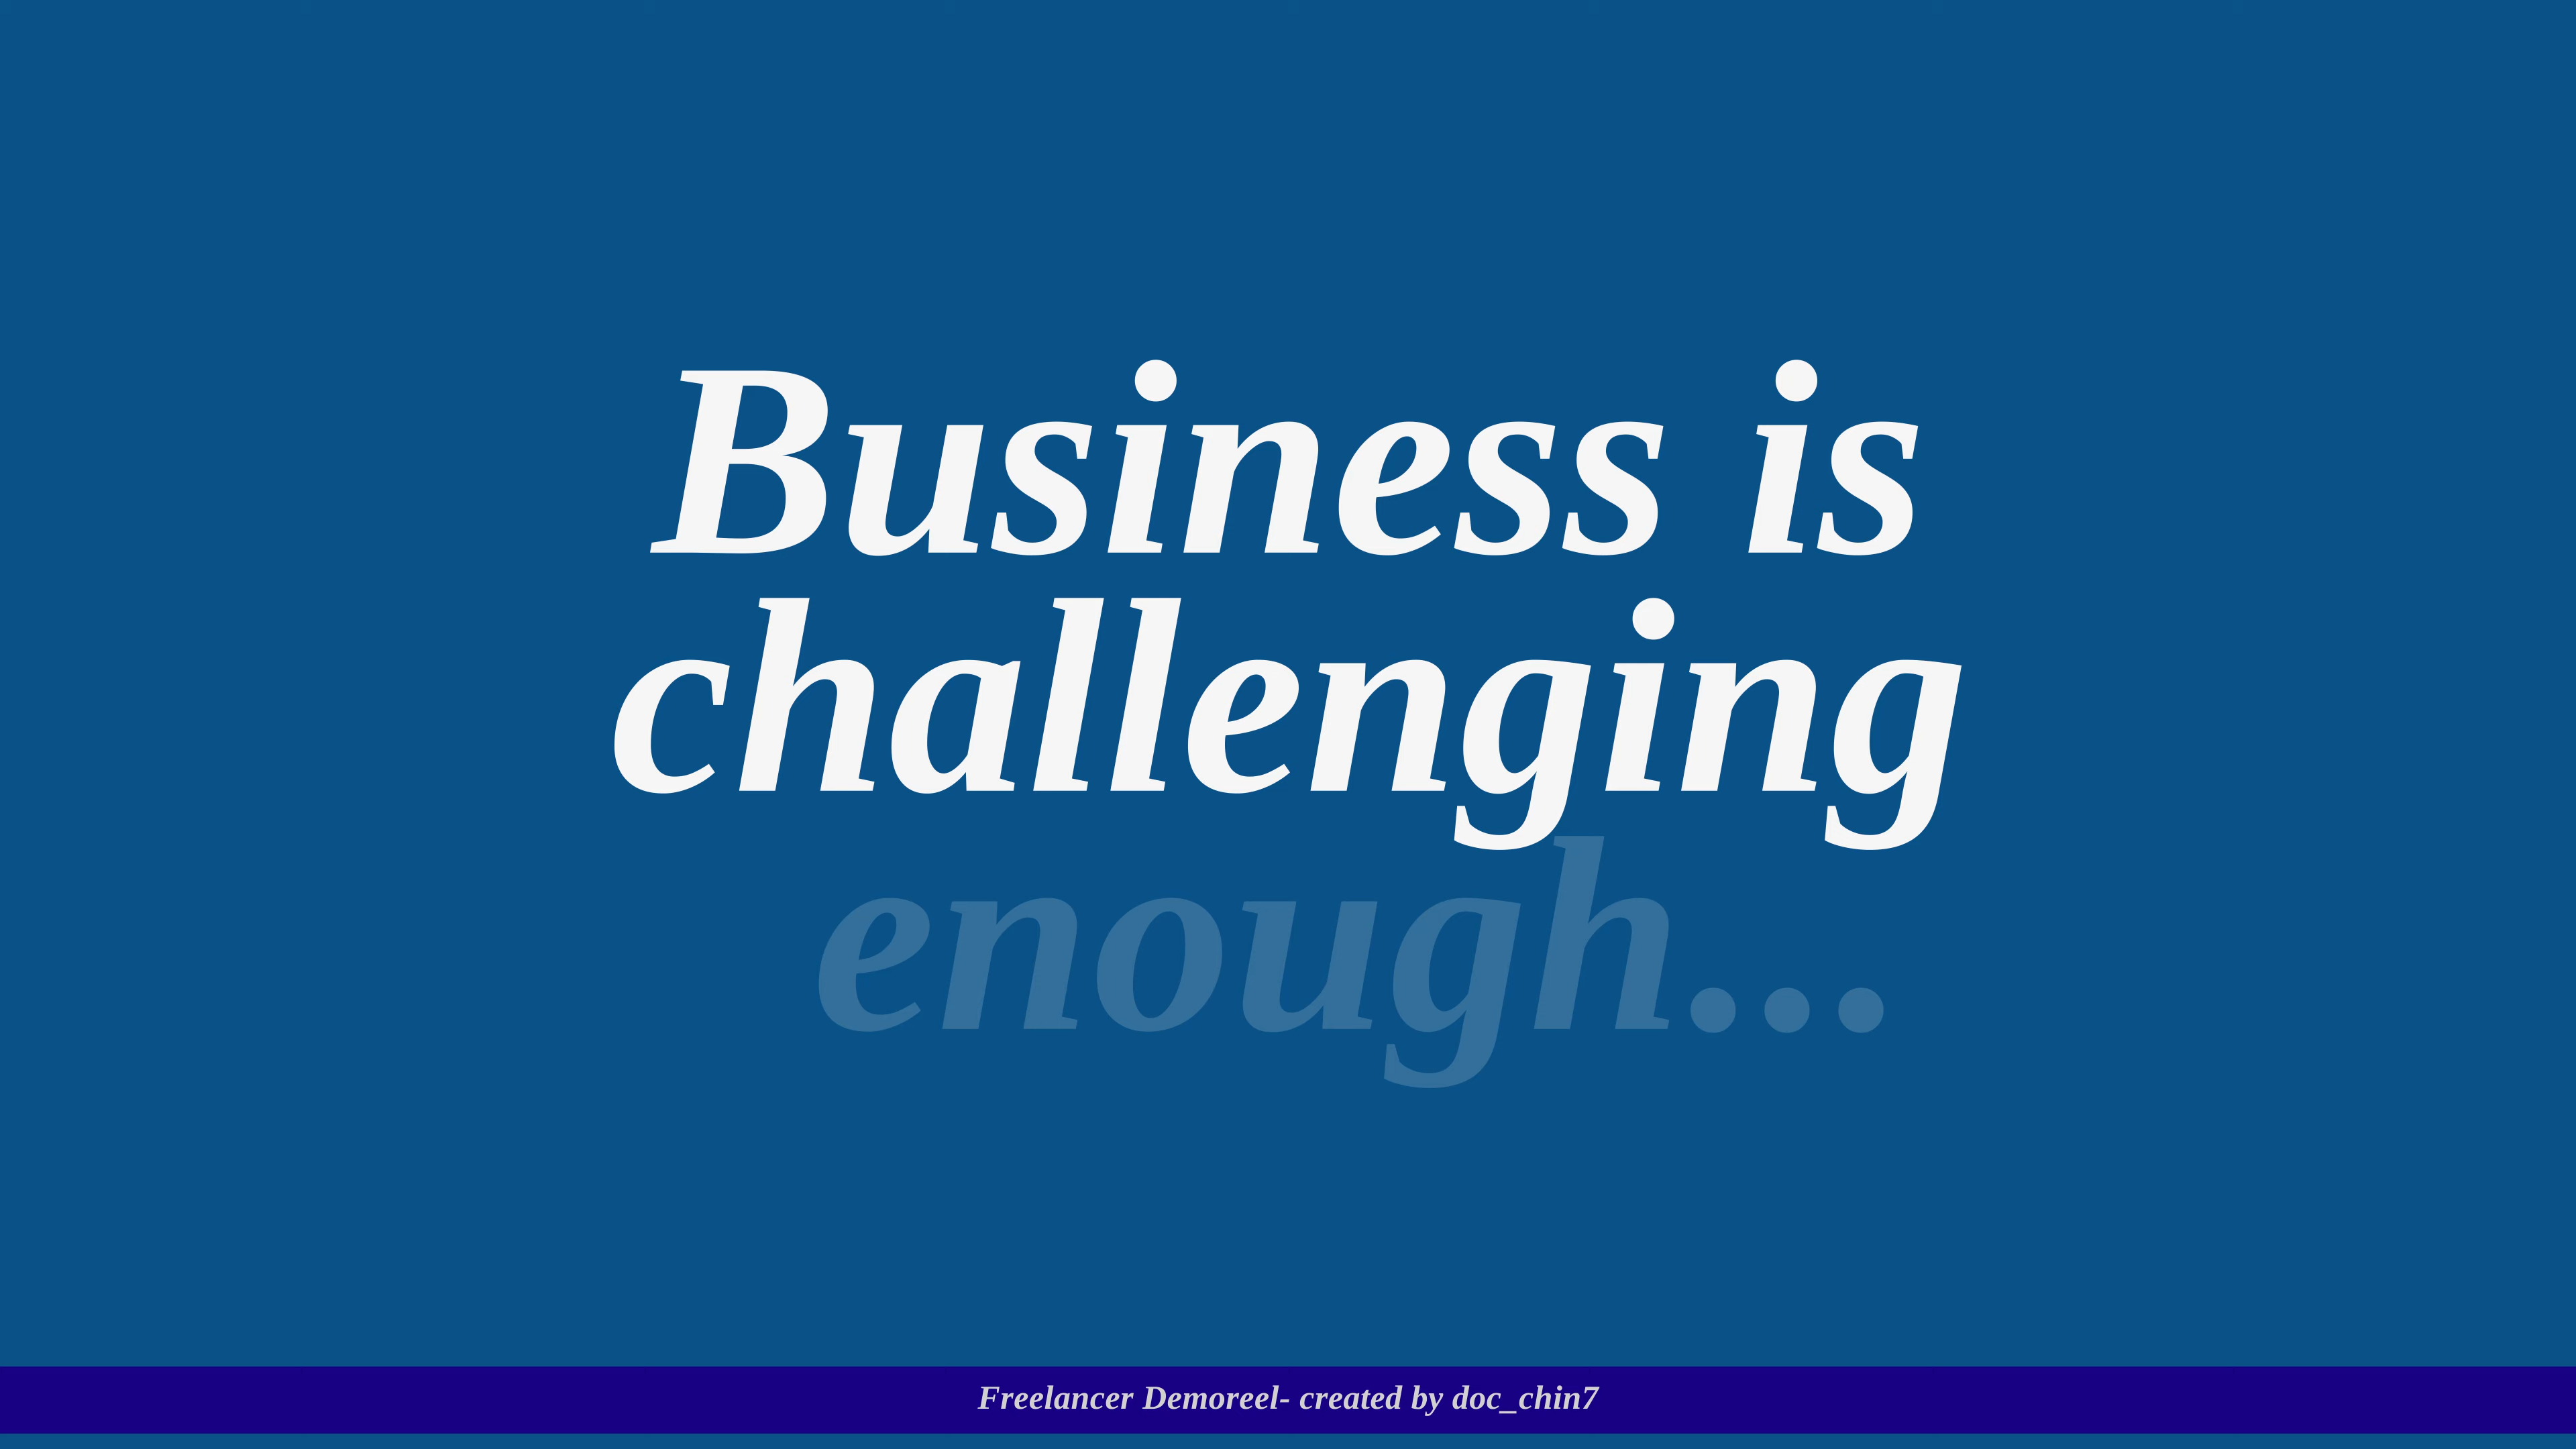 Business is
challenging
enough...
Freelancer Demoreel- created by doc_chin7